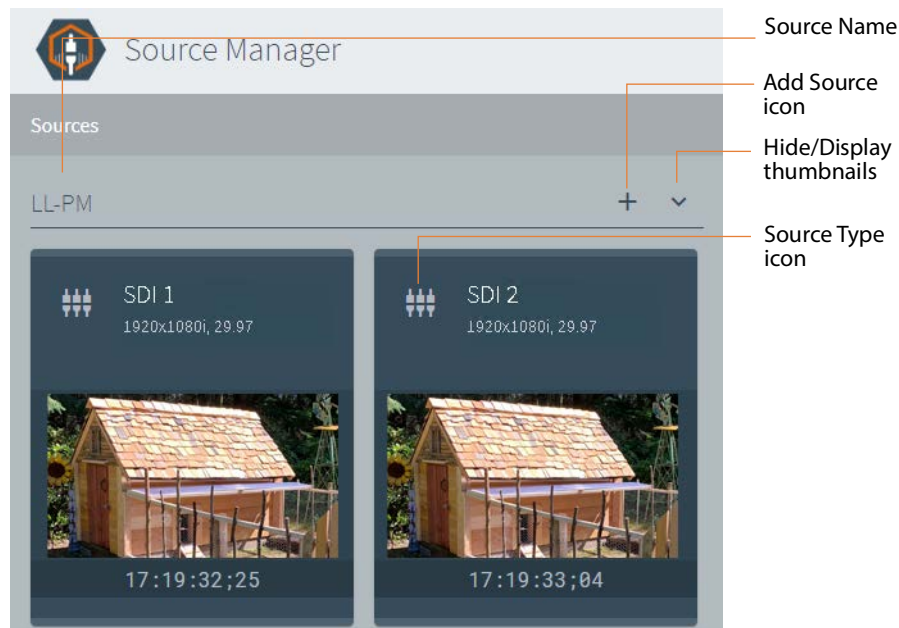 Source Manager
Source Name
Add Source
icon
Sources
Hide/Display
thumbnails
LL-PM
Source Type
icon
SDI 1
1920x1080i, 29.97
SDI 2
1920x1080i, 29.97
17:19:32;25
17:19:33;04